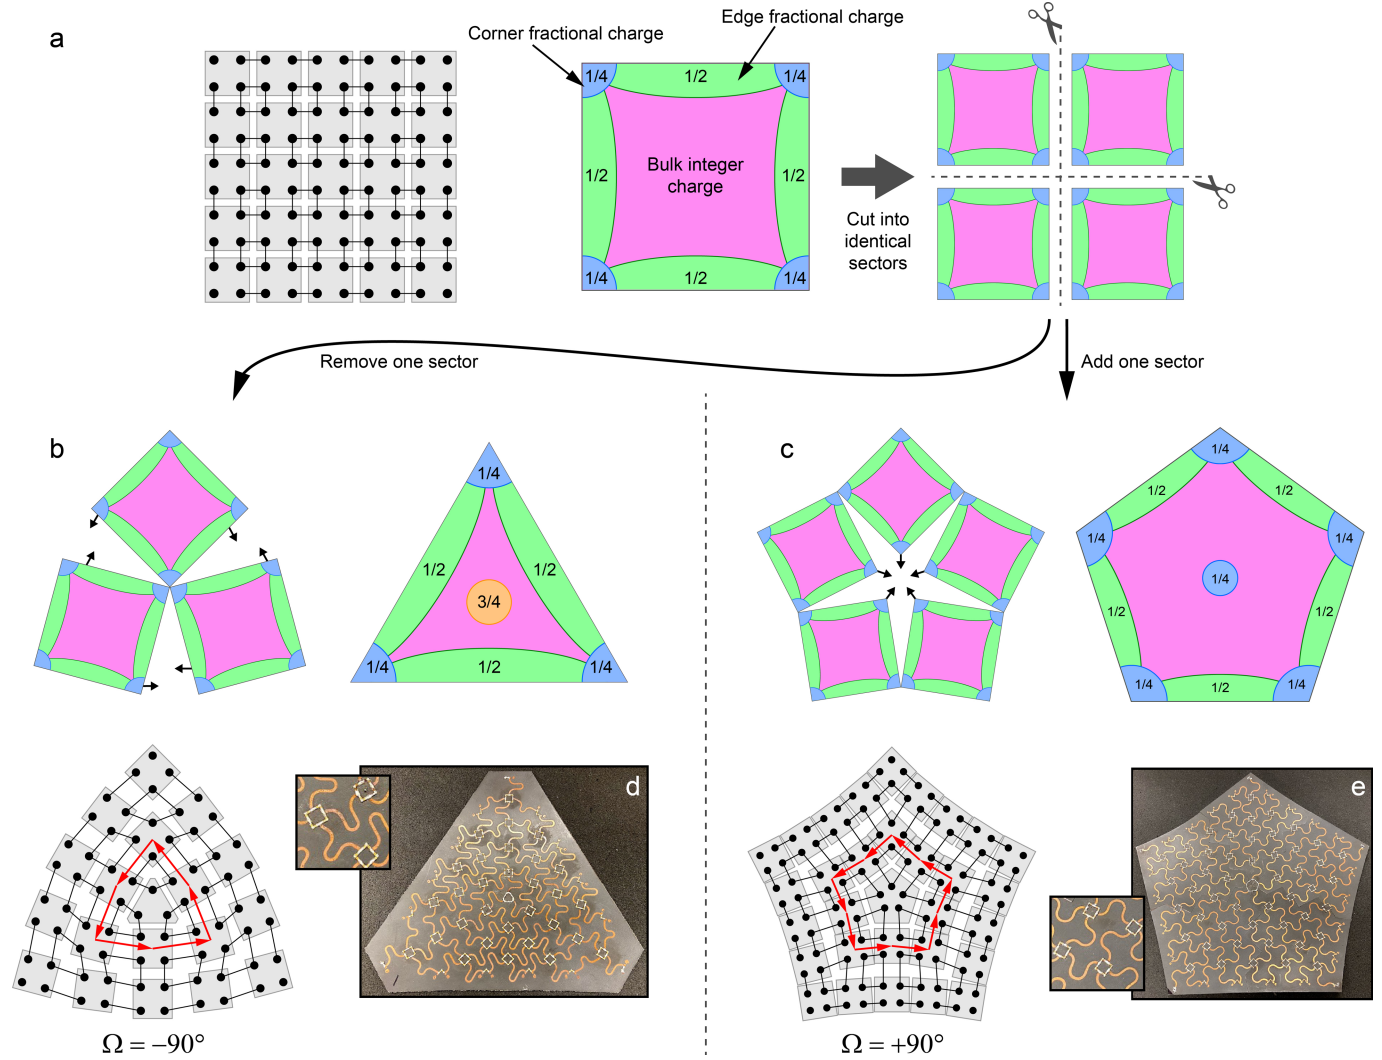 a
Corner fractional charge
Edge fractional charge
1/4
1/2
1/4
1/2
Bulk integer
charge
1/2
1/4
1/2
1/4
Cut into
identical
sectors
Remove one sector
Add one sector
b
1/4
1/2
1/2
3/4
1/4
1/2
1/4
c
1/4
1/2
1/2
1/4
1/4
1/4
1/2
1/2
1/4
1/2
1/4
d
e
Ω = −90°
Ω = +90°